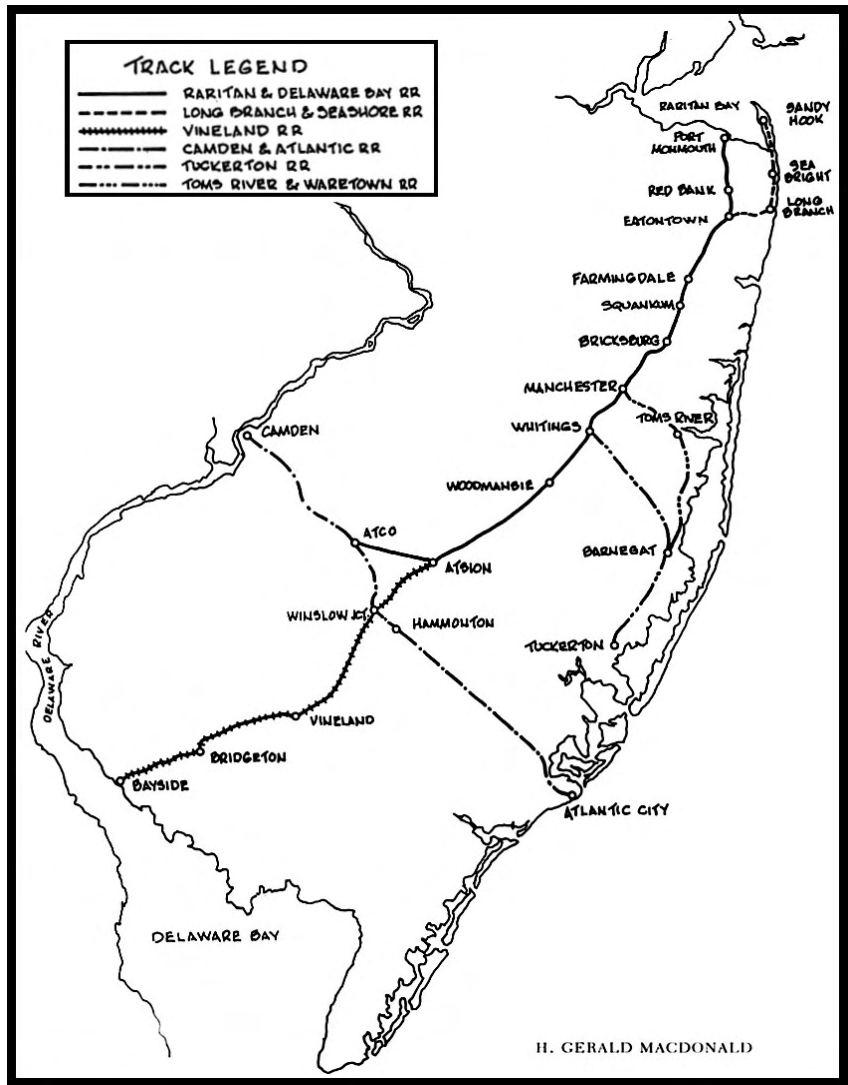 TRACK LEGEND
RARITAN & DELAWARE BAY RR
LONG BRANCH & SEASHORE RR
VINELAND RR
CAMDEN & ATLANTIC RR
TUCKERTON RR
TOMS RIVER & WARETOWN RR
RARITAN BAY
SANDY
HOOK
PORT
MONMOUTH
SEA
BRIGHT
RED BANK
LONG
BRANCH
EATONTOWN
FARMINGDALE
SQUANKUM
BRICKSBURG
MANCHESTER
TOMS RIVER
WHITINGS
CAMDEN
WOODMANSIE
ATCO
BARNEGAT
ATSION
WINSLOW JCT.
HAMMONTON
TUCKERTON
DELAWARE RIVER
VINELAND
BRIDGETON
BAYSIDE
ATLANTIC CITY
DELAWARE BAY
H. GERALD MACDONALD